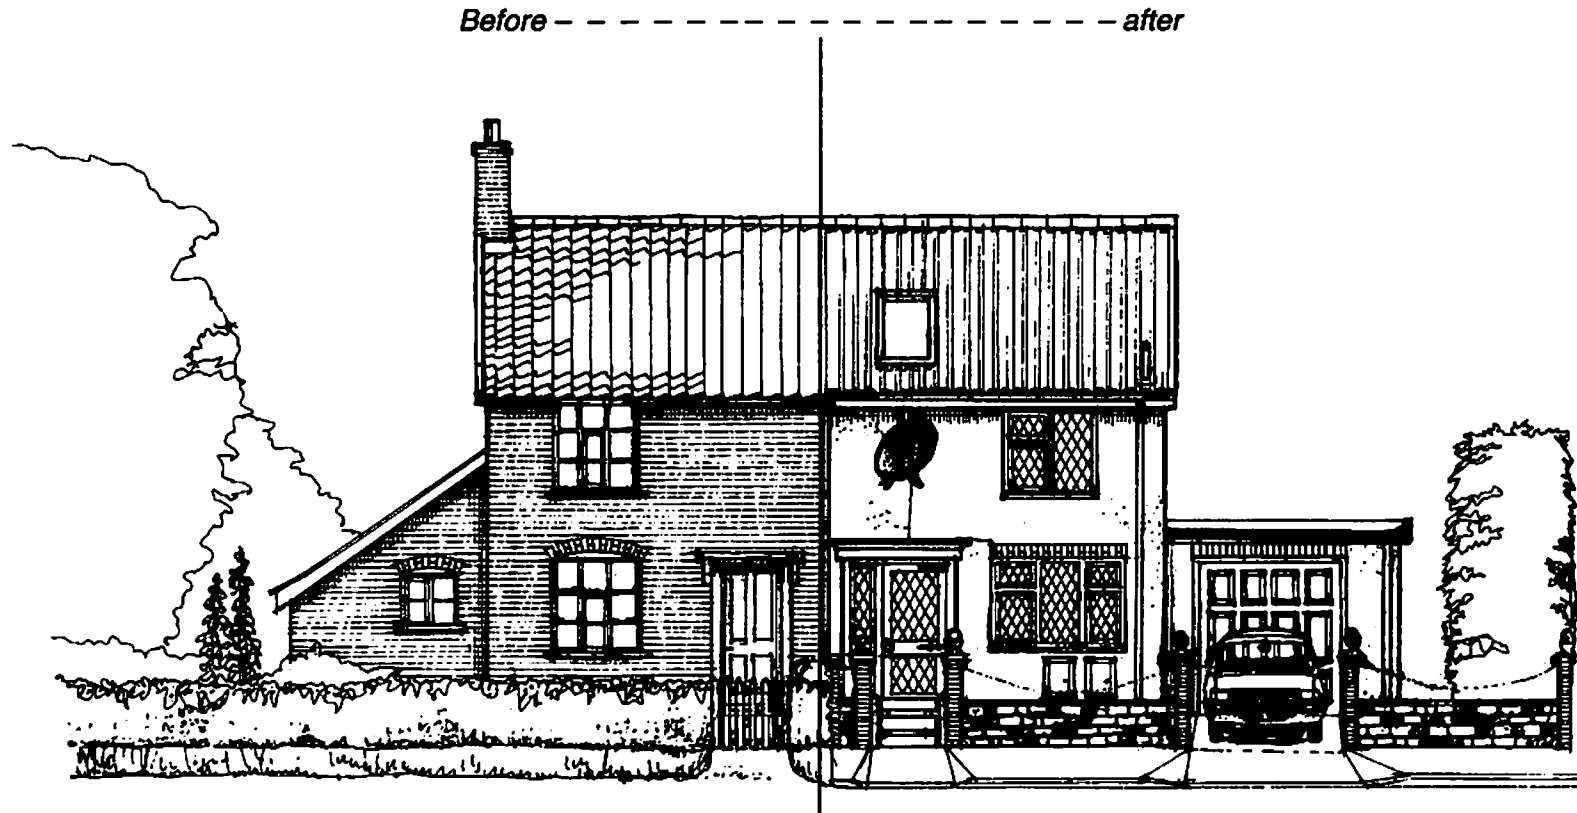 Before – – – – – – – – – – – – – – – – – – – after